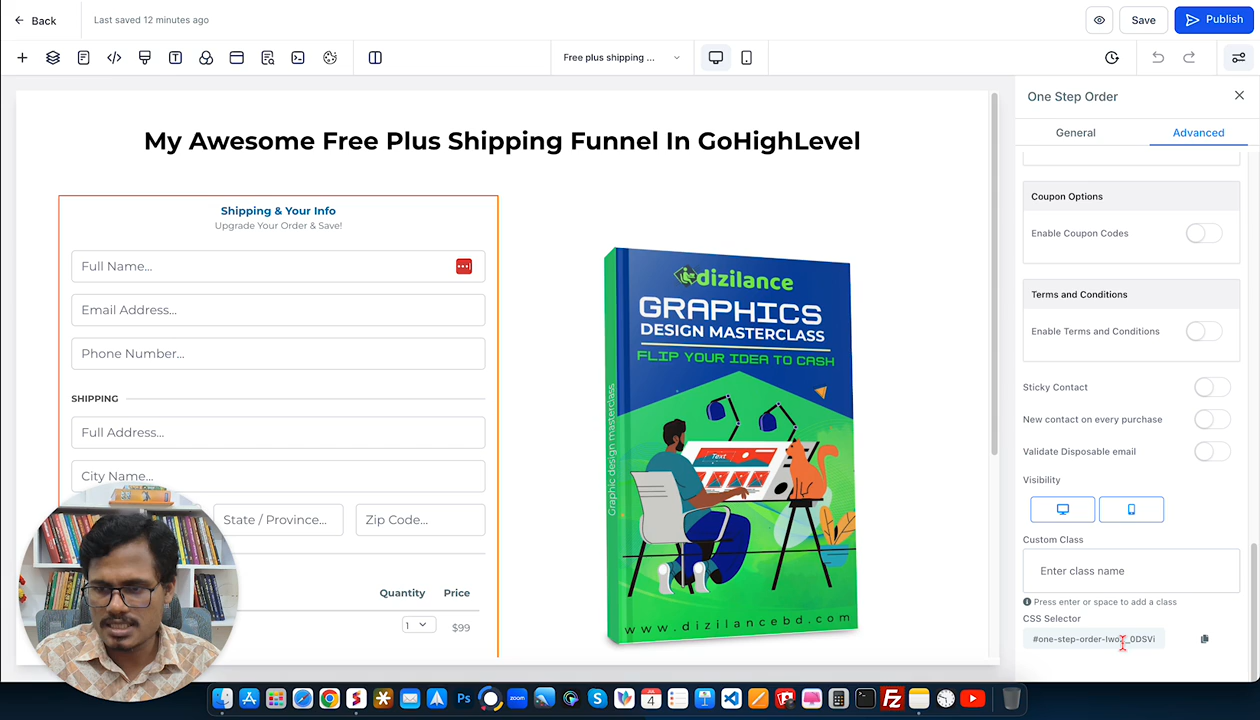 Back
Last saved 12 minutes ago
Save
Publish
Free plus shipping ...
One Step Order
General
Advanced
My Awesome Free Plus Shipping Funnel In GoHighLevel
Shipping & Your Info
Upgrade Your Order & Save!
Full Name...
Email Address...
Phone Number...
SHIPPING
Full Address...
City Name...
State / Province...
Zip Code...
Quantity
Price
1
$99
dizilance
GRAPHICS
DESIGN MASTERCLASS
FLIP YOUR IDEA TO CASH
Text
Graphic design masterclass
www.dizilancebd.com
Coupon Options
Enable Coupon Codes
Terms and Conditions
Enable Terms and Conditions
Sticky Contact
New contact on every purchase
Validate Disposable email
Visibility
Custom Class
Enter class name
Press enter or space to add a class
CSS Selector
zoom
Ps
4